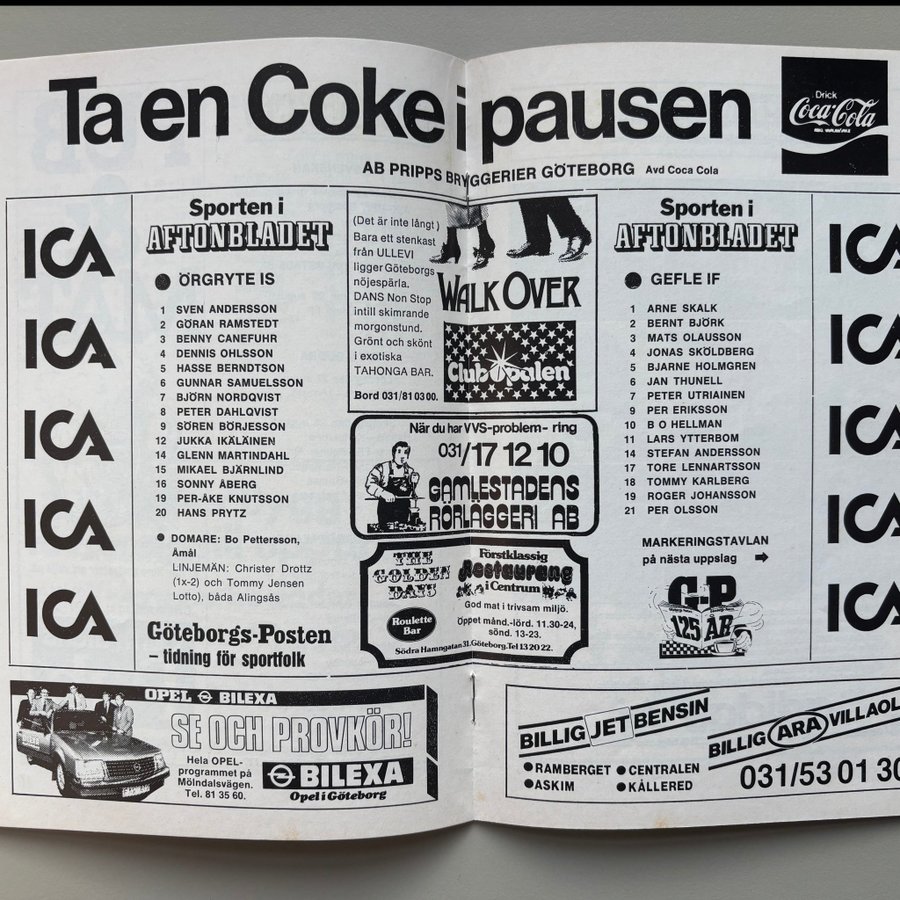 Ta en Coke i pausen
Drick
Coca-Cola
AB PRIPPS BRYGGERIER GÖTEBORG Avd Coca Cola
ICA
ICA
ICA
ICA
ICA
Sporten i
AFTONBLADET
ÖRGRYTE IS
1 SVEN ANDERSSON
2 GÖRAN RAMSTEDT
3 BENNY CANEFUHR
4 DENNIS OHLSSON
5 HASSE BERNDTSON
6 GUNNAR SAMUELSSON
7 BJÖRN NORDQVIST
8 PETER DAHLQVIST
9 SÖREN BÖRJESSON
12 JUKKA IKÄLÄINEN
14 GLENN MARTINDAHL
15 MIKAEL BJÄRNLIND
16 SONNY ÅBERG
19 PER-ÅKE KNUTSSON
20 HANS PRYTZ
DOMARE: Bo Pettersson,
Åmål
LINJEMÄN: Christer Drottz
(1x-2) och Tommy Jensen
Lotto), båda Alingsås
Göteborgs-Posten
– tidning för sportfolk
(Det är inte långt)
Bara ett stenkast
från ULLEVI
ligger Göteborgs
nöjespärla.
DANS Non Stop
intill skimrande
morgonstund.
Grönt och skönt
i exotiska
TAHONGA BAR.
Bord 031/81 03 00.
WALK OVER
Club Opalen
När du har VVS-problem- ring
031/17 12 10
GAMLESTADENS
RÖRLÄGGERI AB
THE
GOLDEN
DAYS
Roulette
Bar
Förstklassig
Restaurang
i Centrum
God mat i trivsam miljö.
Öppet månd.-lörd. 11.30-24,
sönd. 13-23.
Södra Hamngatan 31. Göteborg. Tel 13 20 22.
Sporten i
AFTONBLADET
GEFLE IF
1 ARNE SKALK
2 BERNT BJÖRK
3 MATS OLAUSSON
4 JONAS SKÖLDBERG
5 BJARNE HOLMGREN
6 JAN THUNELL
7 PETER UTRIAINEN
9 PER ERIKSSON
10 B O HELLMAN
11 LARS YTTERBOM
14 STEFAN ANDERSSON
17 TORE LENNARTSSON
18 TOMMY KARLBERG
19 ROGER JOHANSSON
21 PER OLSSON
MARKERINGSTAVLAN
på nästa uppslag
G-P
125 ÅR
ICA
ICA
ICA
ICA
ICA
OPEL BILEXA
SE OCH PROVKÖR!
Hela OPEL-
programmet på
Mölndalsvägen.
Tel. 81 35 60.
BILEXA
Opel i Göteborg
BILLIG JET BENSIN
RAMBERGET CENTRALEN
ASKIM KÅLLERED
BILLIG ARA VILLAOL
031/53 01 30